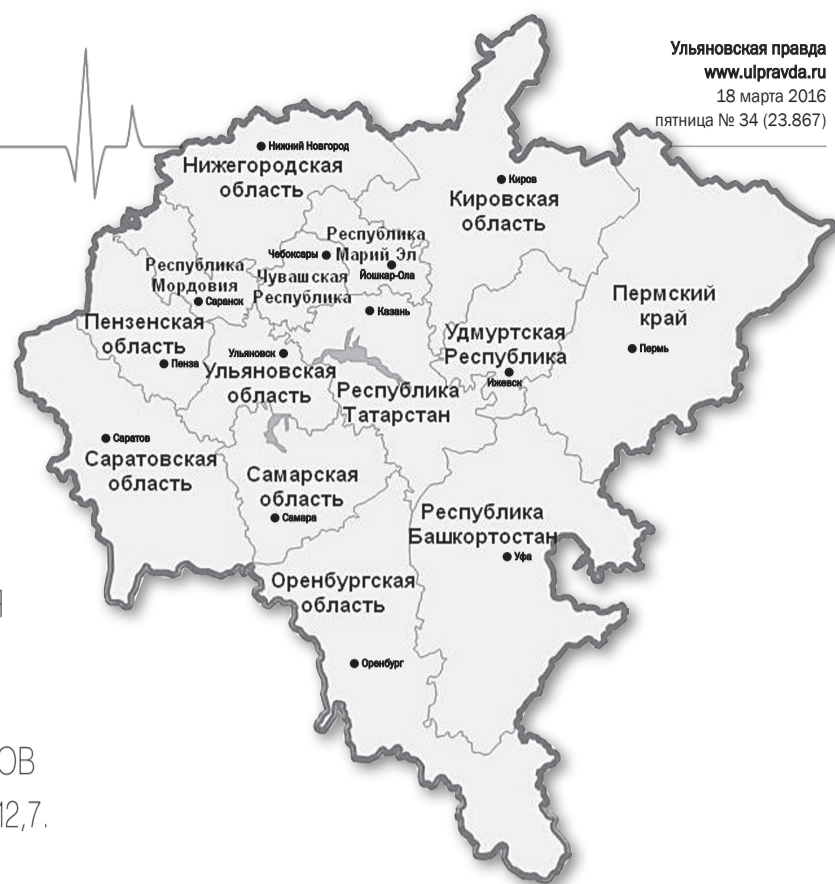 Ульяновская правда
www.ulpravda.ru
18 марта 2016
пятница № 34 (23.867)
Нижний Новгород
Нижегородская
область
Киров
Кировская
область
Республика
Марий Эл
Йошкар-Ола
Чебоксары
Чувашская
Республика
Республика
Мордовия
Саранск
Казань
Пермский
край
Пермь
Удмуртская
Республика
Ижевск
Пензенская
область
Пенза
Ульяновск
Ульяновская
область
Республика
Татарстан
Саратов
Саратовская
область
Самарская
область
Самара
Республика
Башкортостан
Уфа
Оренбургская
область
Оренбург
ОВ
12,7.